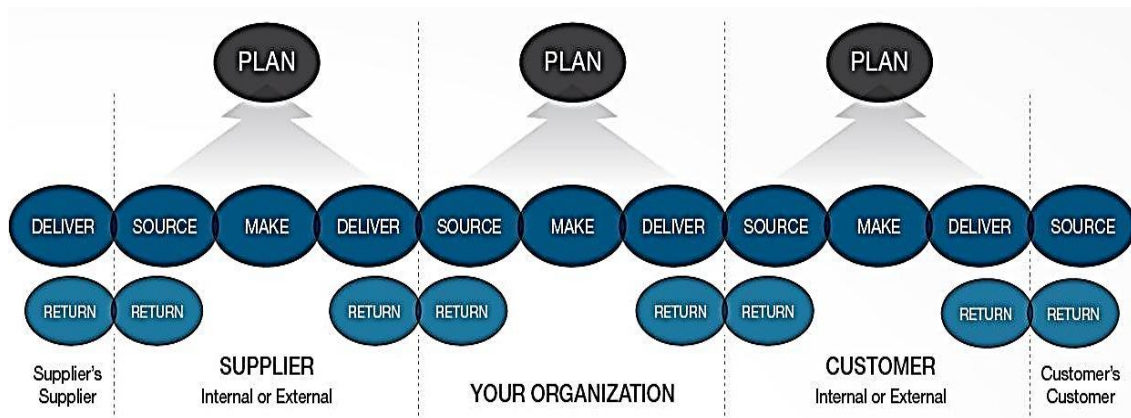 PLAN PLAN PLAN
DELIVER SOURCE MAKE DELIVER SOURCE MAKE DELIVER SOURCE MAKE DELIVER SOURCE
RETURN RETURN RETURN RETURN RETURN RETURN RETURN RETURN
Supplier's
Supplier
SUPPLIER
Internal or External
YOUR ORGANIZATION
CUSTOMER
Internal or External
Customer's
Customer